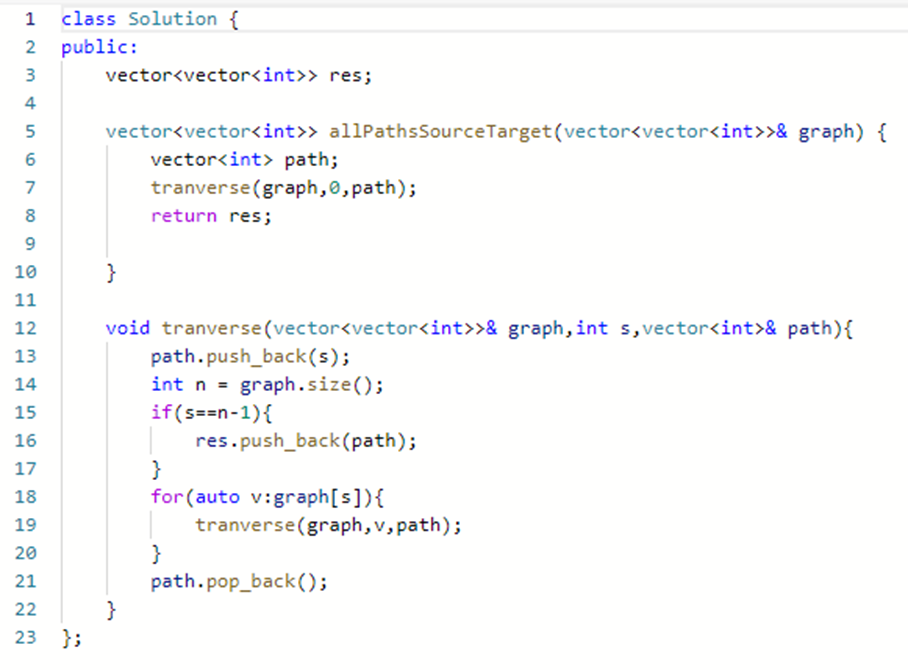 1 class Solution {
2 public:
3     vector<vector<int>> res;
4
5     vector<vector<int>> allPathsSourceTarget(vector<vector<int>>& graph) {
6         vector<int> path;
7         tranverse(graph,0,path);
8         return res;
9
10     }
11
12     void tranverse(vector<vector<int>>& graph,int s,vector<int>& path){
13         path.push_back(s);
14         int n = graph.size();
15         if(s==n-1){
16             res.push_back(path);
17         }
18         for(auto v:graph[s]){
19             tranverse(graph,v,path);
20         }
21         path.pop_back();
22     }
23 };